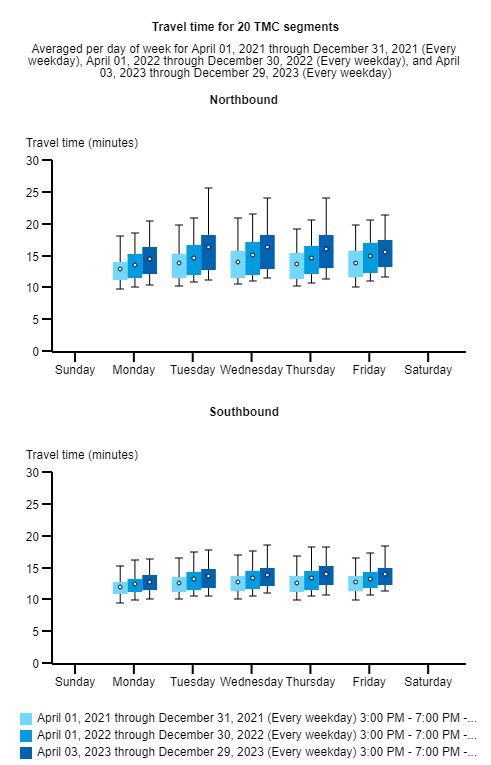 Travel time for 20 TMC segments
Averaged per day of week for April 01, 2021 through December 31, 2021 (Every
weekday), April 01, 2022 through December 30, 2022 (Every weekday), and April
03, 2023 through December 29, 2023 (Every weekday)
Northbound
Travel time (minutes)
30
25
20
15
10
5
0
Sunday Monday Tuesday Wednesday Thursday Friday Saturday
Southbound
Travel time (minutes)
30
25
20
15
10
5
0
Sunday Monday Tuesday Wednesday Thursday Friday Saturday
April 01, 2021 through December 31, 2021 (Every weekday) 3:00 PM - 7:00 PM -...
April 01, 2022 through December 30, 2022 (Every weekday) 3:00 PM - 7:00 PM -...
April 03, 2023 through December 29, 2023 (Every weekday) 3:00 PM - 7:00 PM -...